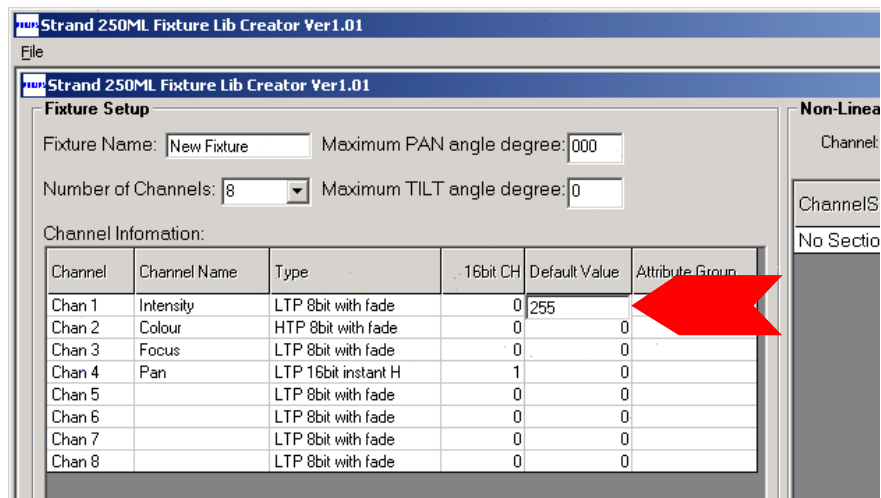 Strand 250ML Fixture Lib Creator Ver1.01
File
Strand 250ML Fixture Lib Creator Ver1.01
Fixture Setup
Fixture Name: New Fixture Maximum PAN angle degree: 000
Number of Channels: 8 Maximum TILT angle degree: 0
Channel Infomation:
Channel Channel Name Type 16bit CH Default Value Attribute Group
Chan 1 Intensity LTP 8bit with fade 0 255
Chan 2 Colour HTP 8bit with fade 0 0
Chan 3 Focus LTP 8bit with fade 0 0
Chan 4 Pan LTP 16bit instant H 1 0
Chan 5 LTP 8bit with fade 0 0
Chan 6 LTP 8bit with fade 0 0
Chan 7 LTP 8bit with fade 0 0
Chan 8 LTP 8bit with fade 0 0
Non-Linea
Channel:
ChannelS
No Sectio